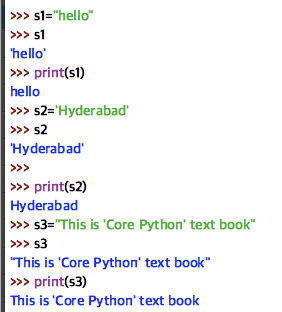 >>> s1="hello"
>>> s1
'hello'
>>> print(s1)
hello
>>> s2='Hyderabad'
>>> s2
'Hyderabad'
>>>
>>> print(s2)
Hyderabad
>>> s3="This is 'Core Python' text book"
>>> s3
"This is 'Core Python' text book"
>>> print(s3)
This is 'Core Python' text book